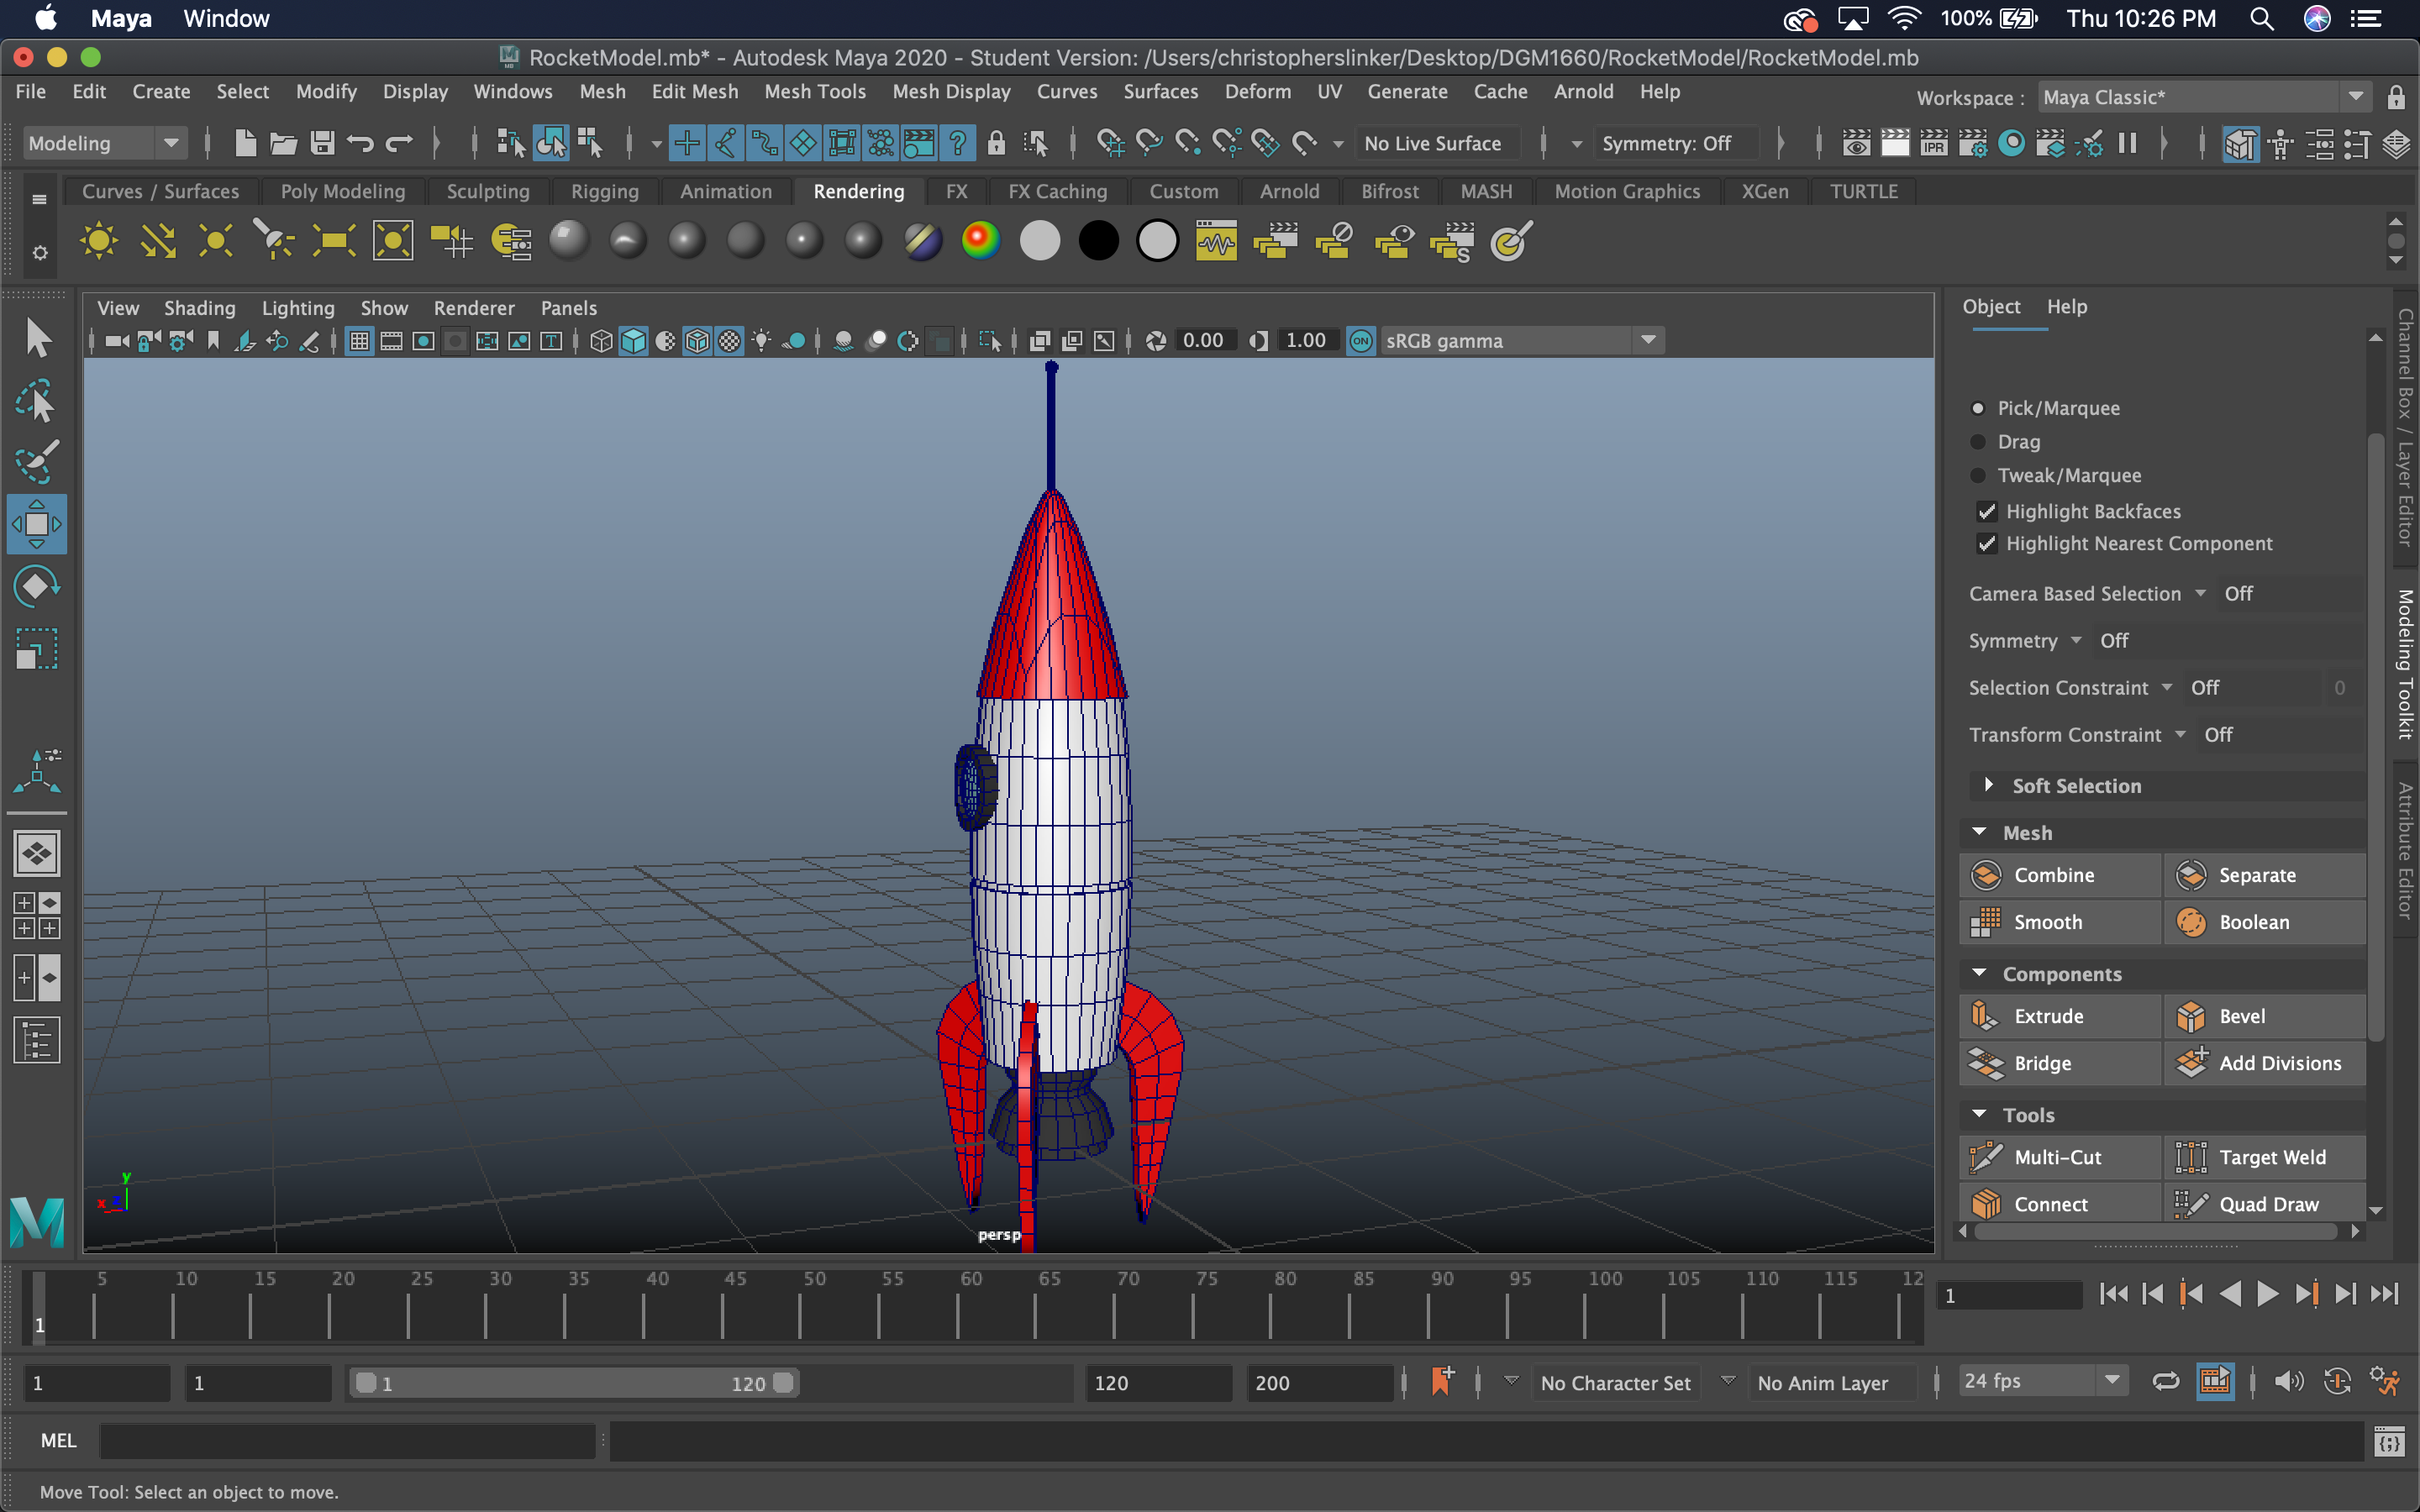 Maya Window 100% Thu 10:26 PM
RocketModel.mb* - Autodesk Maya 2020 - Student Version: /Users/christopherslinker/Desktop/DGM1660/RocketModel/RocketModel.mb
File Edit Create Select Modify Display Windows Mesh Edit Mesh Mesh Tools Mesh Display Curves Surfaces Deform UV Generate Cache Arnold Help
Workspace : Maya Classic*
Modeling No Live Surface Symmetry: Off IPR
Curves / Surfaces Poly Modeling Sculpting Rigging Animation Rendering FX FX Caching Custom Arnold Bifrost MASH Motion Graphics XGen TURTLE
S
View Shading Lighting Show Renderer Panels
0.00 1.00 ON sRGB gamma
Object Help
Pick/Marquee
Drag
Tweak/Marquee
Highlight Backfaces
Highlight Nearest Component
Camera Based Selection Off
Symmetry Off
Selection Constraint Off 0
Transform Constraint Off
Soft Selection
Mesh
Combine Separate
Smooth Boolean
Components
Extrude Bevel
Bridge Add Divisions
Tools
Multi-Cut Target Weld
Connect Quad Draw
Channel Box / Layer Editor
Modeling Toolkit
Attribute Editor
y
x z
persp
M
5 10 15 20 25 30 35 40 45 50 55 60 65 70 75 80 85 90 95 100 105 110 115 12
1
1
1 1 1 120 120 200 No Character Set No Anim Layer 24 fps
MEL
Move Tool: Select an object to move.